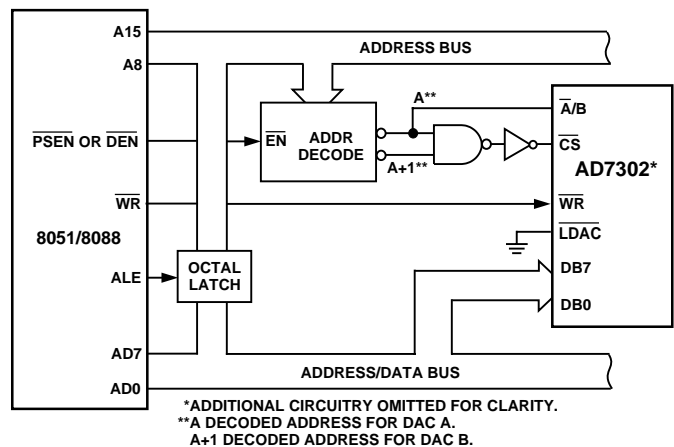 A15
ADDRESS BUS
A8
A**
A/B
PSEN OR DEN
EN
ADDR
DECODE
CS
A+1**
AD7302*
WR
WR
LDAC
8051/8088
OCTAL
LATCH
ALE
DB7
DB0
AD7
ADDRESS/DATA BUS
AD0
*ADDITIONAL CIRCUITRY OMITTED FOR CLARITY.
**A DECODED ADDRESS FOR DAC A.
A+1 DECODED ADDRESS FOR DAC B.